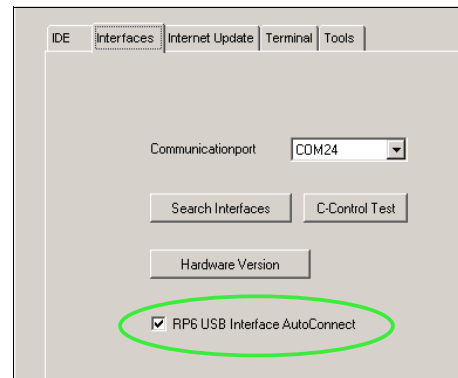 IDE Interfaces Internet Update Terminal Tools
Communicationport COM24
Search Interfaces C-Control Test
Hardware Version
RP6 USB Interface AutoConnect